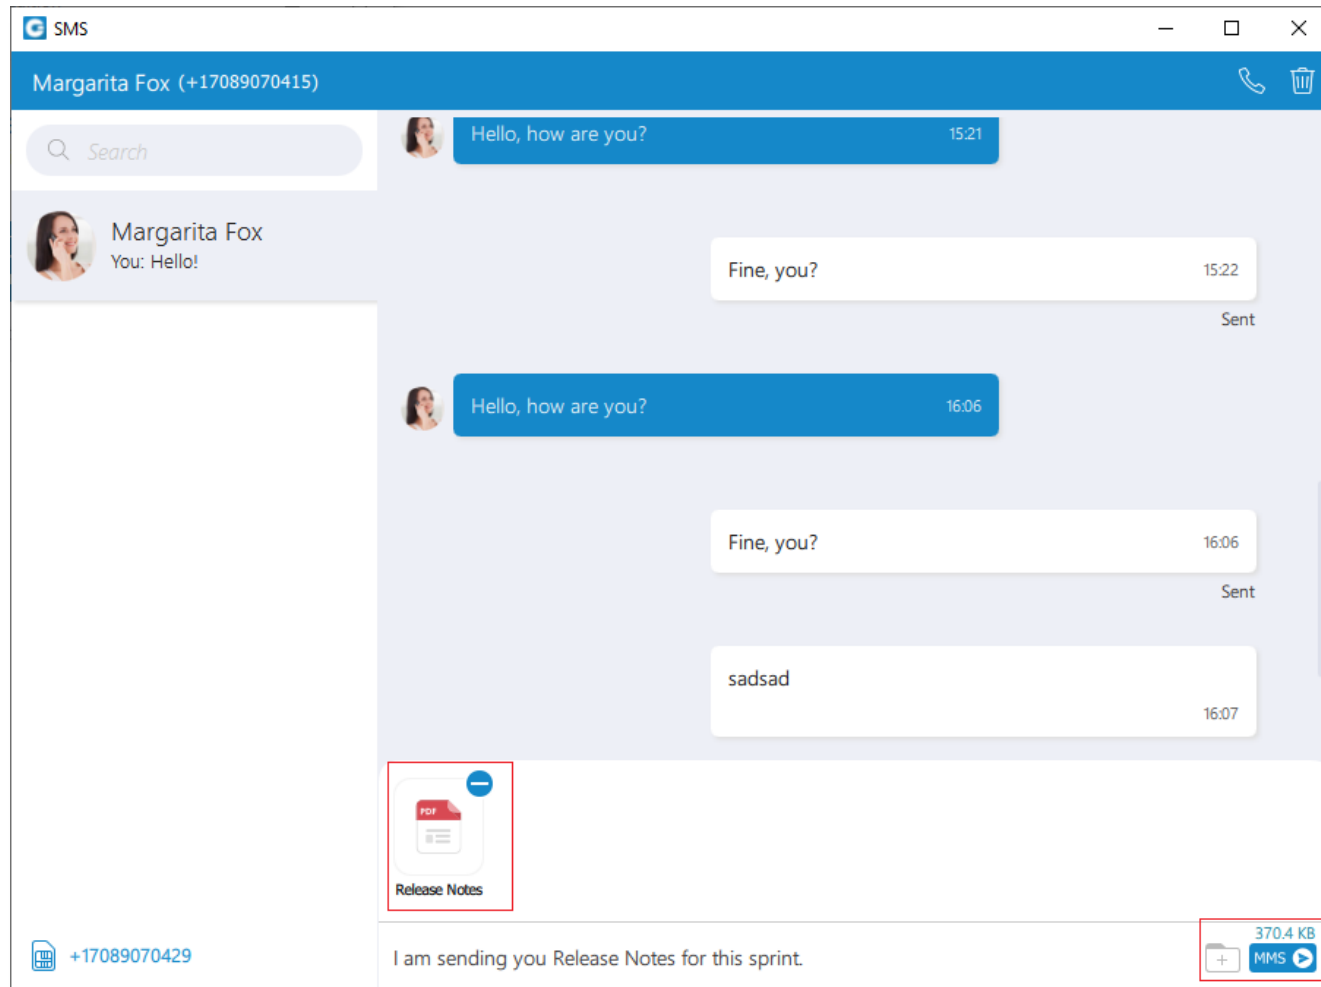 SMS
Margarita Fox (+17089070415)
Search
Margarita Fox
You: Hello!
+17089070429
Hello, how are you? 15:21
Fine, you? 15:22
Sent
Hello, how are you? 16:06
Fine, you? 16:06
Sent
sadsad
16:07
PDF
Release Notes
I am sending you Release Notes for this sprint.
370.4 KB
MMS